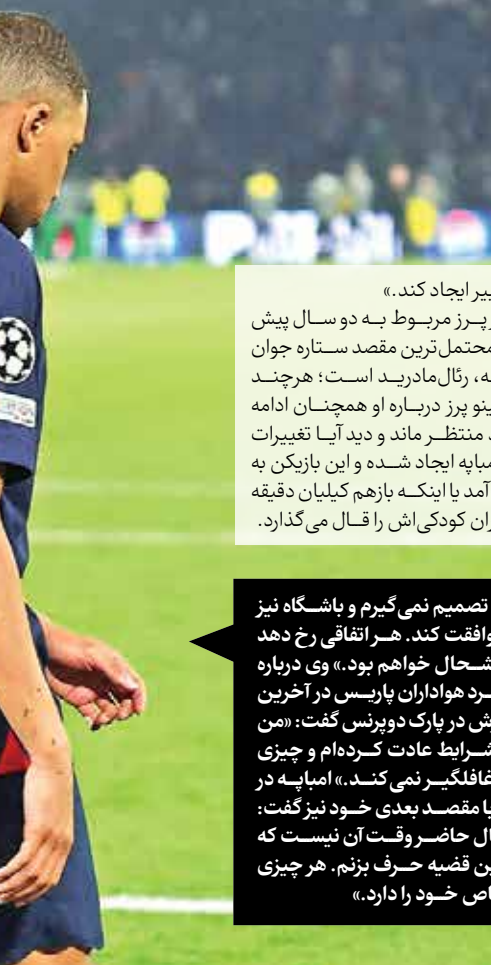 بیر ایجاد کند.»
پرز مربوط به دو سال پیش
محتمل‌ترین مقصد ستاره جوان
ـه، رئال‌مادرید است؛ هرچند
ینو پرز درباره او همچنان ادامه
منتظر ماند و دید آیا تغییرات
مباپه ایجاد شده و این بازیکن به
آمد یا اینکه بازهم کیلیان دقیقه
ران کودکی‌اش را قال می‌گذارد.
تصمیم نمی‌گیرم و باشگاه نیز
وافقت کند. هر اتفاقی رخ دهد
شحال خواهم بود.» وی درباره
ـرد هواداران پاریس در آخرین
ش در پارک دوپرنس گفت: «من
شرایط عادت کرده‌ام و چیزی
غافلگیر نمی‌کند.» امباپه در
با مقصد بعدی خود نیز گفت:
ال حاضر وقت آن نیست که
ین قضیه حرف بزنم. هر چیزی
اص خود را دارد.»